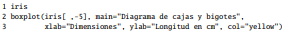 1 iris
2 boxplot(iris[ ,-5], main="Diagrama de cajas y bigotes",
3 xlab="Dimensiones", ylab="Longitud en cm", col="yellow")